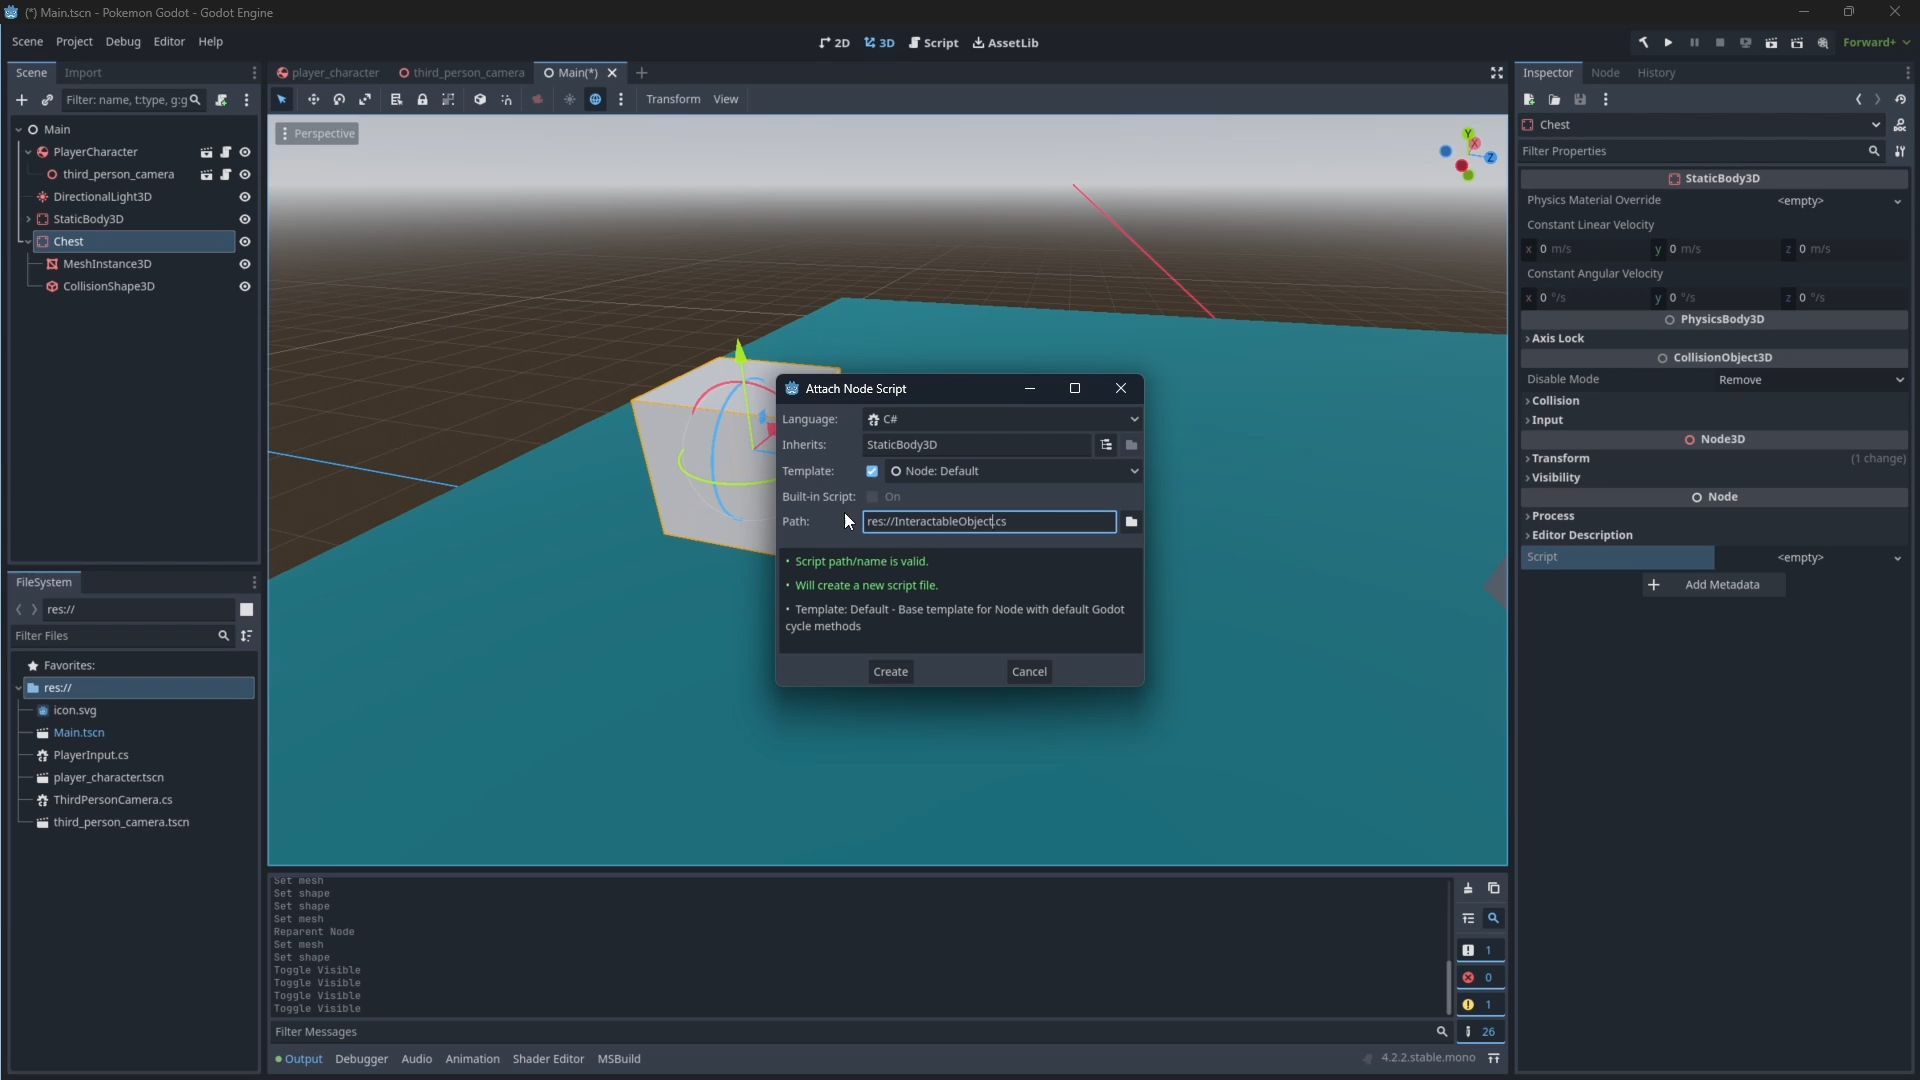 (*) Main.tscn - Pokemon Godot - Godot Engine
Scene Project Debug Editor Help
2D 3D Script AssetLib
Forward+
Scene Import
Filter: name, t:type, g:g
Main
PlayerCharacter
third_person_camera
DirectionalLight3D
StaticBody3D
Chest
MeshInstance3D
CollisionShape3D
FileSystem
res://
Filter Files
Favorites:
res://
icon.svg
Main.tscn
PlayerInput.cs
player_character.tscn
ThirdPersonCamera.cs
third_person_camera.tscn
player_character third_person_camera Main(*)
Transform View
Perspective
Y
X
Z
Attach Node Script
Language: C#
Inherits: StaticBody3D
Template: Node: Default
Built-in Script: On
Path: res://InteractableObject.cs
• Script path/name is valid.
• Will create a new script file.
• Template: Default - Base template for Node with default Godot
cycle methods
Create Cancel
Set mesh
Set shape
Set shape
Set mesh
Reparent Node
Set mesh
Set shape
Toggle Visible
Toggle Visible
Toggle Visible
Toggle Visible
1
0
1
26
Filter Messages
Output Debugger Audio Animation Shader Editor MSBuild
4.2.2.stable.mono
Inspector Node History
Chest
DOC
Filter Properties
StaticBody3D
Physics Material Override <empty>
Constant Linear Velocity
x 0 m/s y 0 m/s z 0 m/s
Constant Angular Velocity
x 0 °/s y 0 °/s z 0 °/s
PhysicsBody3D
Axis Lock
CollisionObject3D
Disable Mode Remove
Collision
Input
Node3D
Transform (1 change)
Visibility
Node
Process
Editor Description
Script <empty>
Add Metadata